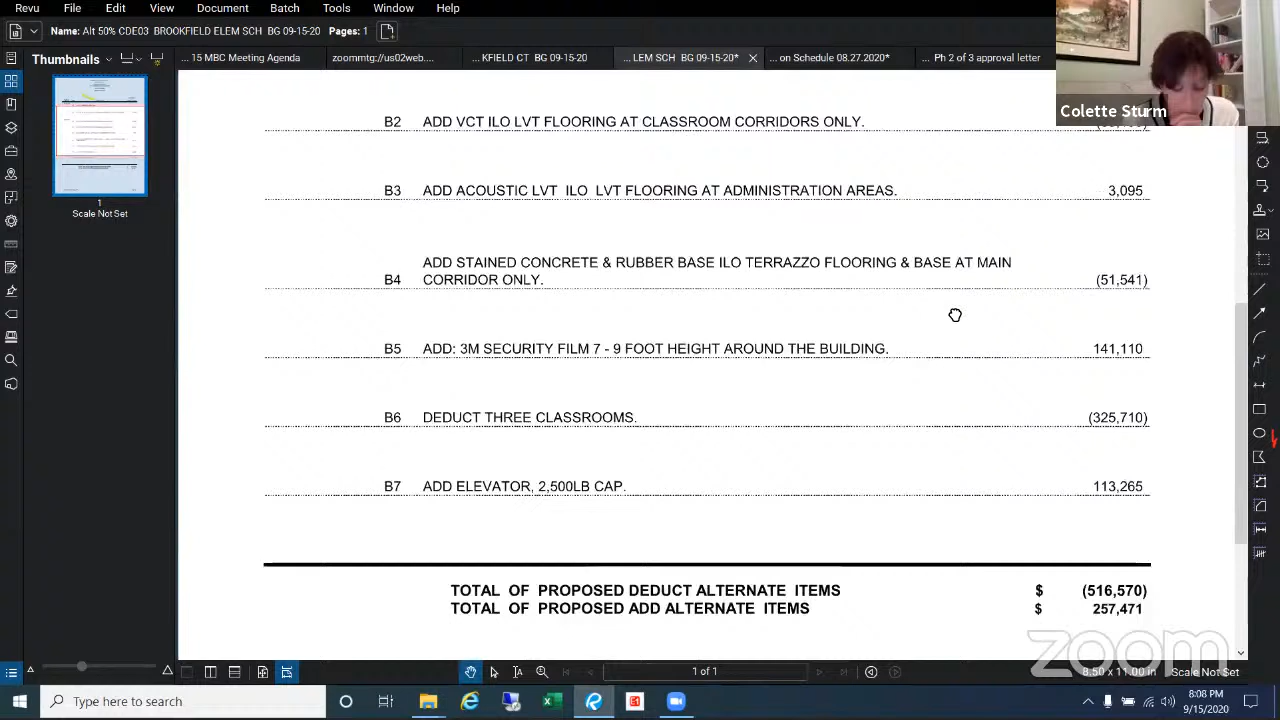 Revu File Edit View Document Batch Tools Window Help
Name: Alt 50% CDE03 BROOKFIELD ELEM SCH BG 09-15-20 Pages: 1
Thumbnails
15 MBC Meeting Agenda zoommtg:/us02web.... ...KFIELD CT BG 09-15-20 ...LEM SCH BG 09-15-20* ...on Schedule 08.27.2020* Ph 2 of 3 approval letter
Colette Sturm
B2 ADD VCT ILO LVT FLOORING AT CLASSROOM CORRIDORS ONLY.
B3 ADD ACOUSTIC LVT ILO LVT FLOORING AT ADMINISTRATION AREAS. 3,095
1
Scale Not Set
ADD STAINED CONCRETE & RUBBER BASE ILO TERRAZZO FLOORING & BASE AT MAIN
B4 CORRIDOR ONLY. (51,541)
B5 ADD: 3M SECURITY FILM 7 - 9 FOOT HEIGHT AROUND THE BUILDING. 141,110
B6 DEDUCT THREE CLASSROOMS. (325,710)
B7 ADD ELEVATOR, 2,500LB CAP. 113,265
TOTAL OF PROPOSED DEDUCT ALTERNATE ITEMS $ (516,570)
TOTAL OF PROPOSED ADD ALTERNATE ITEMS $ 257,471
zoom
1 of 1 8.50 x 11.00 in Scale Not Set
Type here to search
8:08 PM
9/15/2020